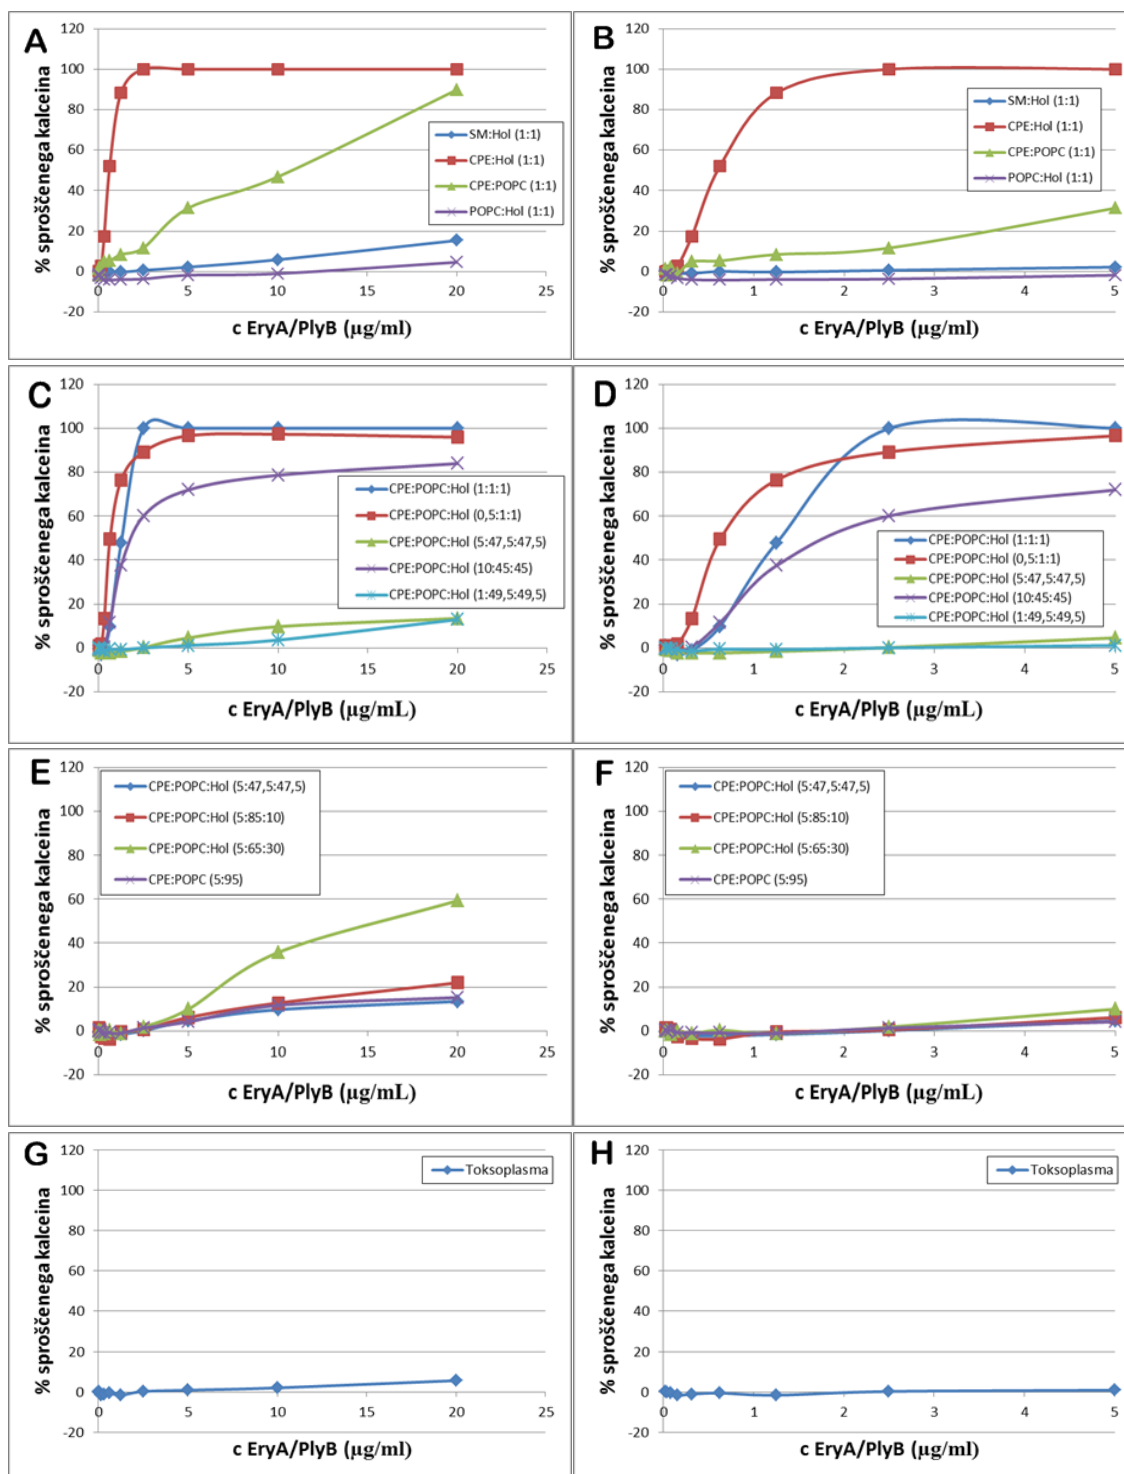 A
% sproščenega kalceina
120
100
80
60
40
20
0
-20
0 5 10 15 20 25
SM:Hol (1:1)
CPE:Hol (1:1)
CPE:POPC (1:1)
POPC:Hol (1:1)
c EryA/PlyB (µg/ml)
B
% sproščenega kalceina
120
100
80
60
40
20
0
-20
0 1 2 3 4 5
SM:Hol (1:1)
CPE:Hol (1:1)
CPE:POPC (1:1)
POPC:Hol (1:1)
c EryA/PlyB (µg/ml)
C
% sproščenega kalceina
120
100
80
60
40
20
0
-20
0 5 10 15 20 25
CPE:POPC:Hol (1:1:1)
CPE:POPC:Hol (0,5:1:1)
CPE:POPC:Hol (5:47,5:47,5)
CPE:POPC:Hol (10:45:45)
CPE:POPC:Hol (1:49,5:49,5)
c EryA/PlyB (µg/mL)
D
% sproščenega kalceina
120
100
80
60
40
20
0
-20
0 1 2 3 4 5
CPE:POPC:Hol (1:1:1)
CPE:POPC:Hol (0,5:1:1)
CPE:POPC:Hol (5:47,5:47,5)
CPE:POPC:Hol (10:45:45)
CPE:POPC:Hol (1:49,5:49,5)
c EryA/PlyB (µg/mL)
E
% sproščenega kalceina
120
100
80
60
40
20
0
-20
0 5 10 15 20 25
CPE:POPC:Hol (5:47,5:47,5)
CPE:POPC:Hol (5:85:10)
CPE:POPC:Hol (5:65:30)
CPE:POPC (5:95)
c EryA/PlyB (µg/mL)
F
% sproščenega kalceina
120
100
80
60
40
20
0
-20
0 1 2 3 4 5
CPE:POPC:Hol (5:47,5:47,5)
CPE:POPC:Hol (5:85:10)
CPE:POPC:Hol (5:65:30)
CPE:POPC (5:95)
c EryA/PlyB (µg/mL)
G
% sproščenega kalceina
120
100
80
60
40
20
0
-20
0 5 10 15 20 25
Toksoplasma
c EryA/PlyB (µg/ml)
H
% sproščenega kalceina
120
100
80
60
40
20
0
-20
0 1 2 3 4 5
Toksoplasma
c EryA/PlyB (µg/ml)